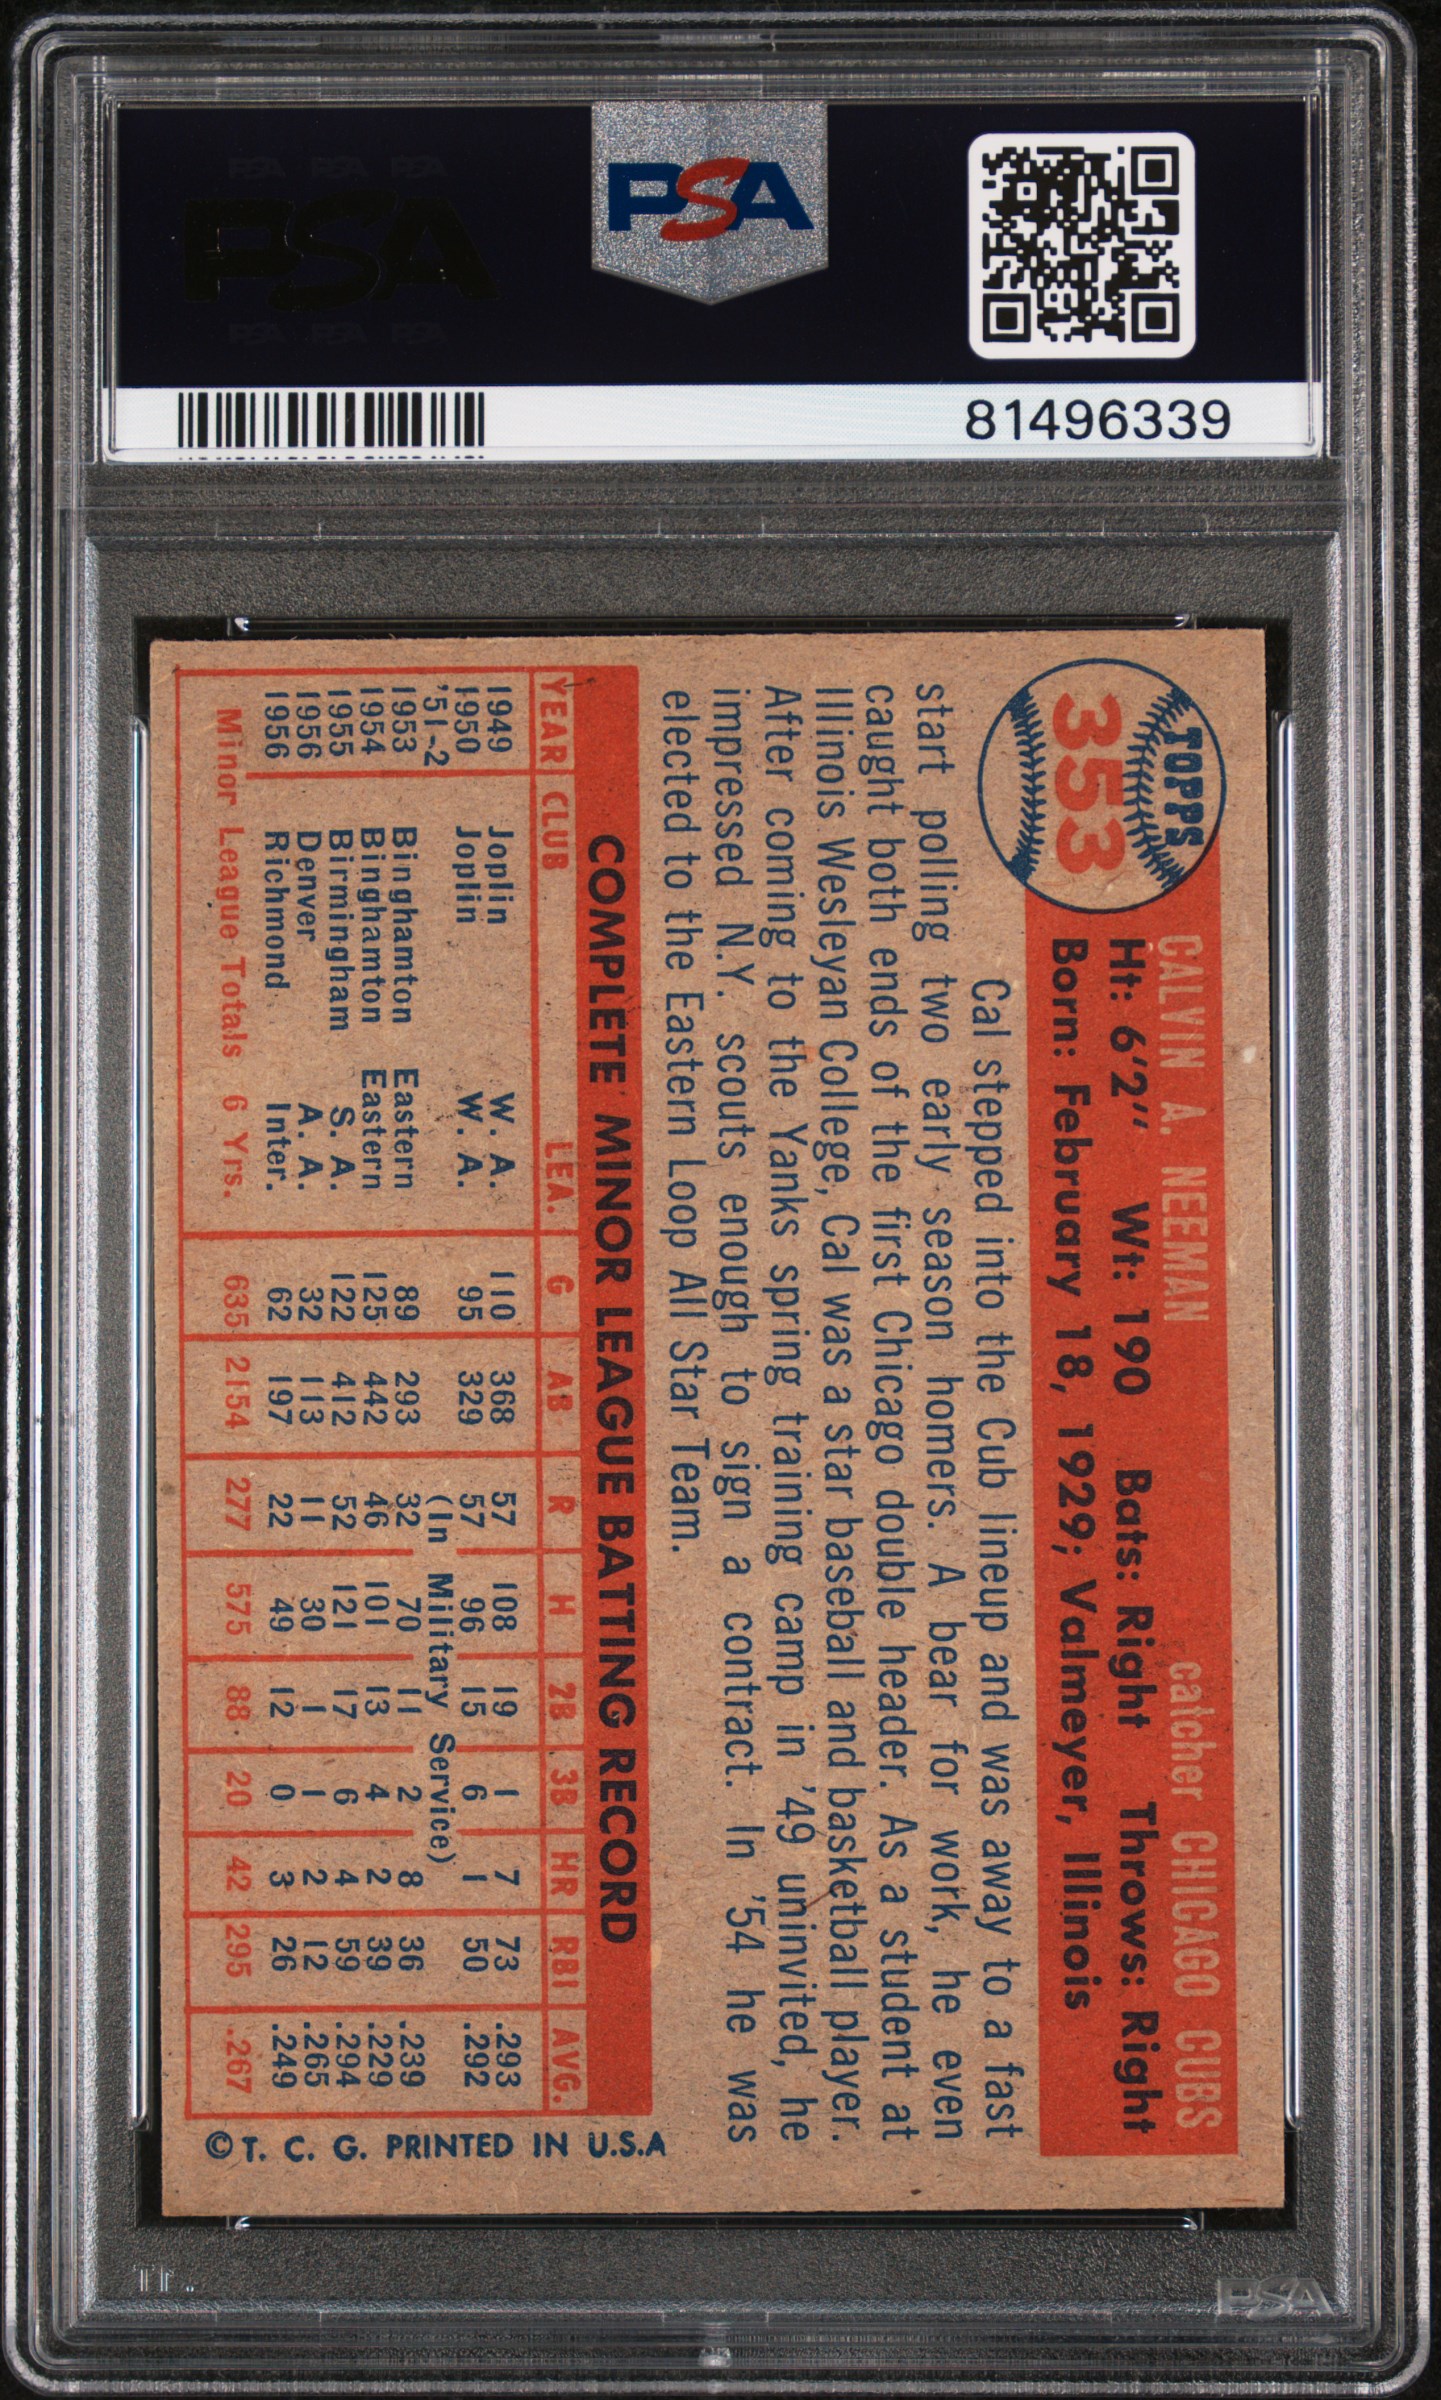 PSA PSA PSA
PSA
PSA PSA PSA
PSA
81496339
TOPPS
353
CALVIN A. NEEMAN catcher CHICAGO CUBS
Ht: 6'2" Wt: 190 Bats: Right Throws: Right
Born: February 18, 1929; Valmeyer, Illinois
Cal stepped into the Cub lineup and was away to a fast
start polling two early season homers. A bear for work, he even
caught both ends of the first Chicago double header. As a student at
Illinois Wesleyan College, Cal was a star baseball and basketball player.
After coming to the Yanks spring training camp in '49 uninvited, he
impressed N.Y. scouts enough to sign a contract. In '54 he was
elected to the Eastern Loop All Star Team.
COMPLETE MINOR LEAGUE BATTING RECORD
YEAR CLUB LEA. G AB R H 2B 3B HR RBI AVG.
1949 Joplin W. A. 110 368 57 108 19 1 7 73 .293
1950 Joplin W. A. 95 329 57 96 15 6 1 50 .292
'51-2 (In Military Service)
1953 Binghamton Eastern 89 293 32 70 11 2 8 36 .239
1954 Binghamton Eastern 125 442 46 101 13 4 2 39 .229
1955 Birmingham S. A. 122 412 52 121 17 6 4 59 .294
1956 Denver A. A. 32 113 11 30 1 1 2 12 .265
1956 Richmond Inter. 62 197 22 49 12 0 3 26 .249
Minor League Totals 6 Yrs. 635 2154 277 575 88 20 42 295 .267
© T. C. G. PRINTED IN U.S.A
PSA